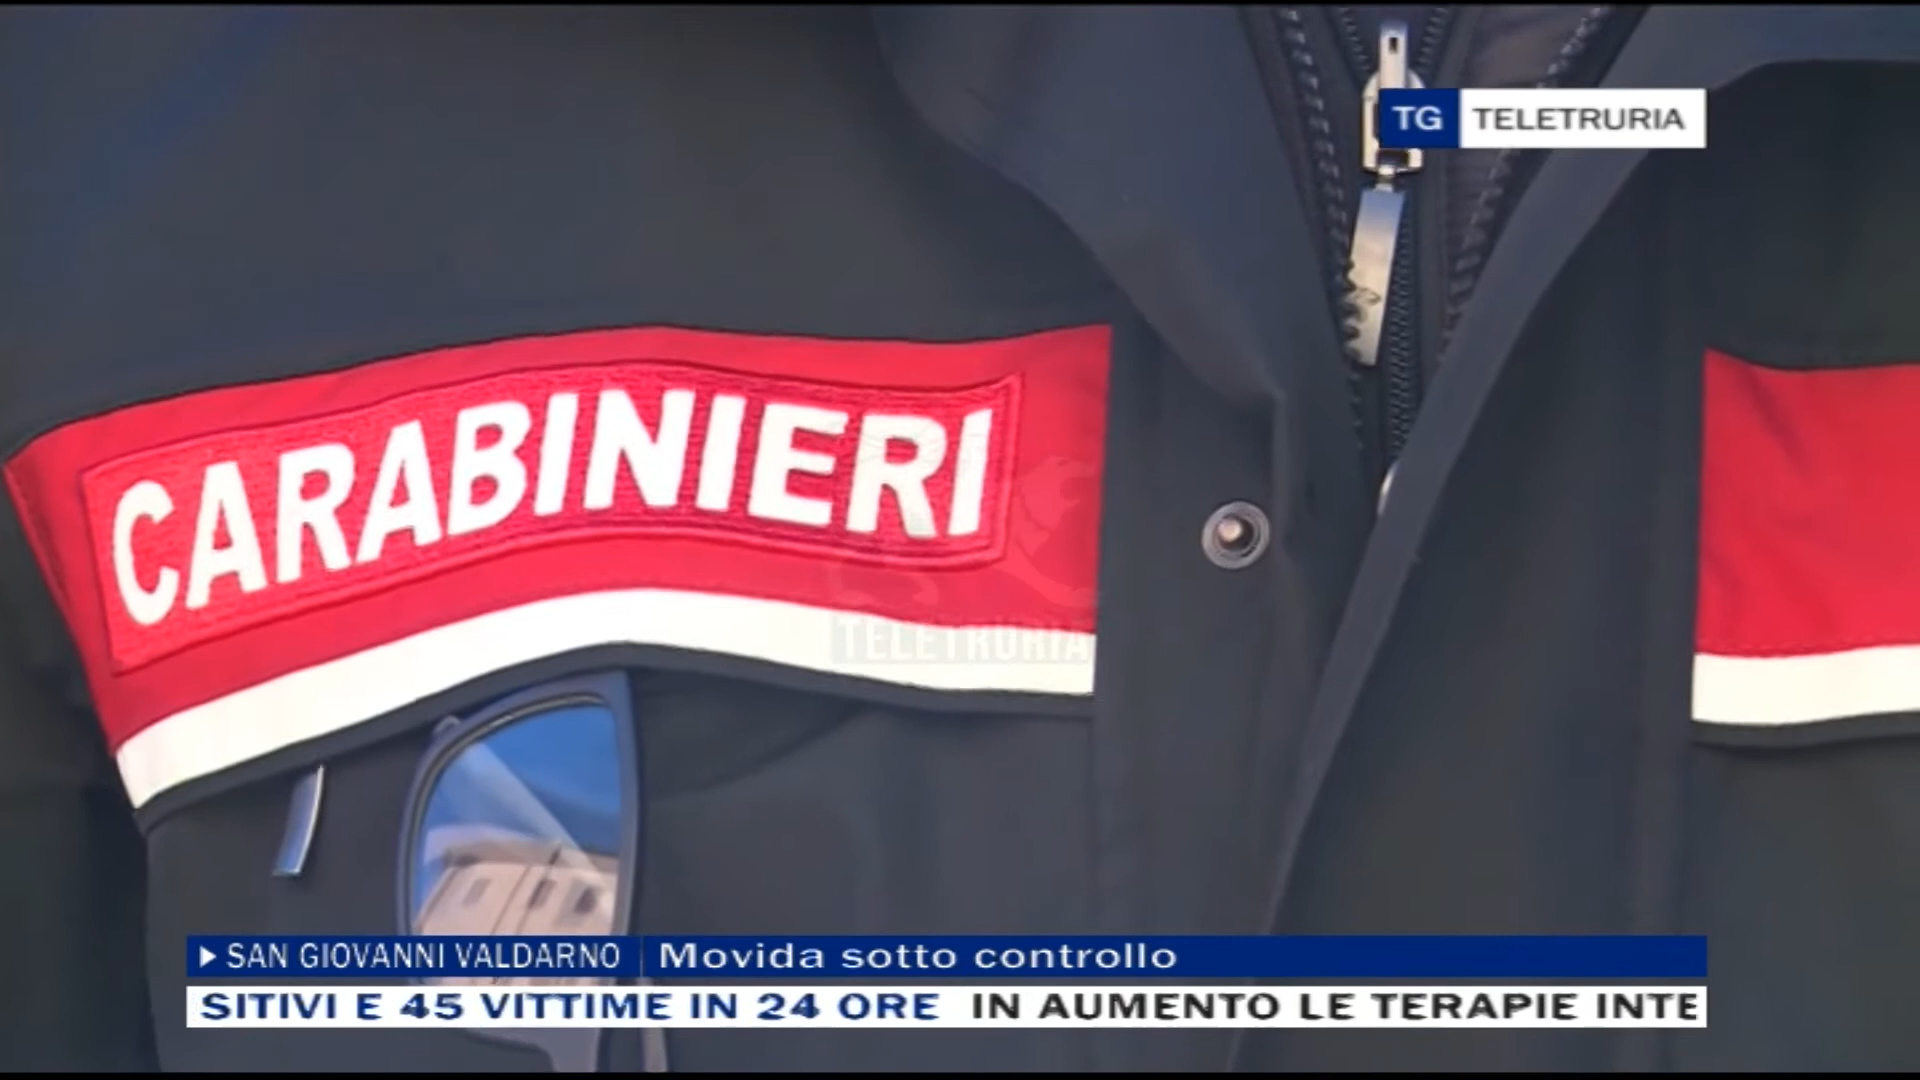 TG TELETRURIA
CARABINIERI
TELETRURIA
SAN GIOVANNI VALDARNO Movida sotto controllo
SITIVI E 45 VITTIME IN 24 ORE IN AUMENTO LE TERAPIE INTE